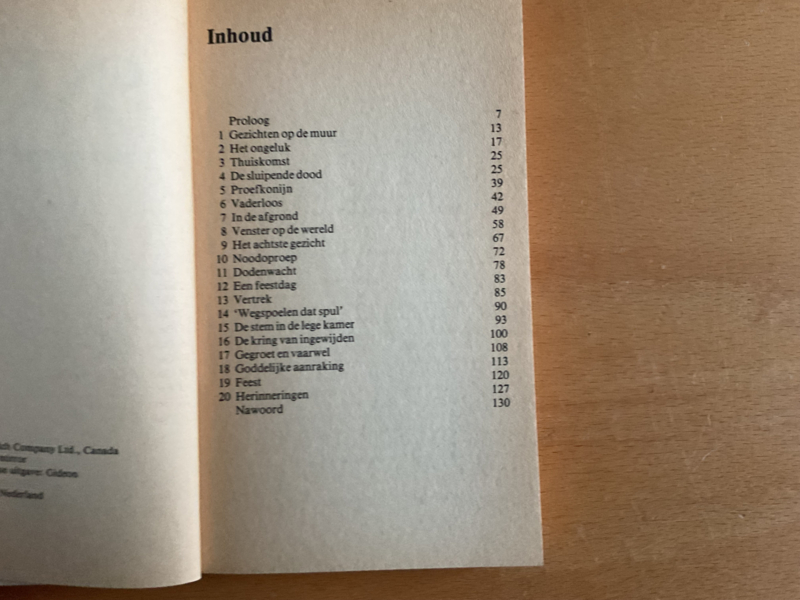 Company Ltd., Canada
uitgave: Gideon
Nederland
Inhoud
Proloog 7
1 Gezichten op de muur 13
2 Het ongeluk 17
3 Thuiskomst 25
4 De sluipende dood 25
5 Proefkonijn 39
6 Vaderloos 42
7 In de afgrond 49
8 Venster op de wereld 58
9 Het achtste gezicht 67
10 Noodoproep 72
11 Dodenwacht 78
12 Een feestdag 83
13 Vertrek 85
14 ‘Wegspoelen dat spul’ 90
15 De stem in de lege kamer 93
16 De kring van ingewijden 100
17 Gegroet en vaarwel 108
18 Goddelijke aanraking 113
19 Feest 120
20 Herinneringen 127
Nawoord 130